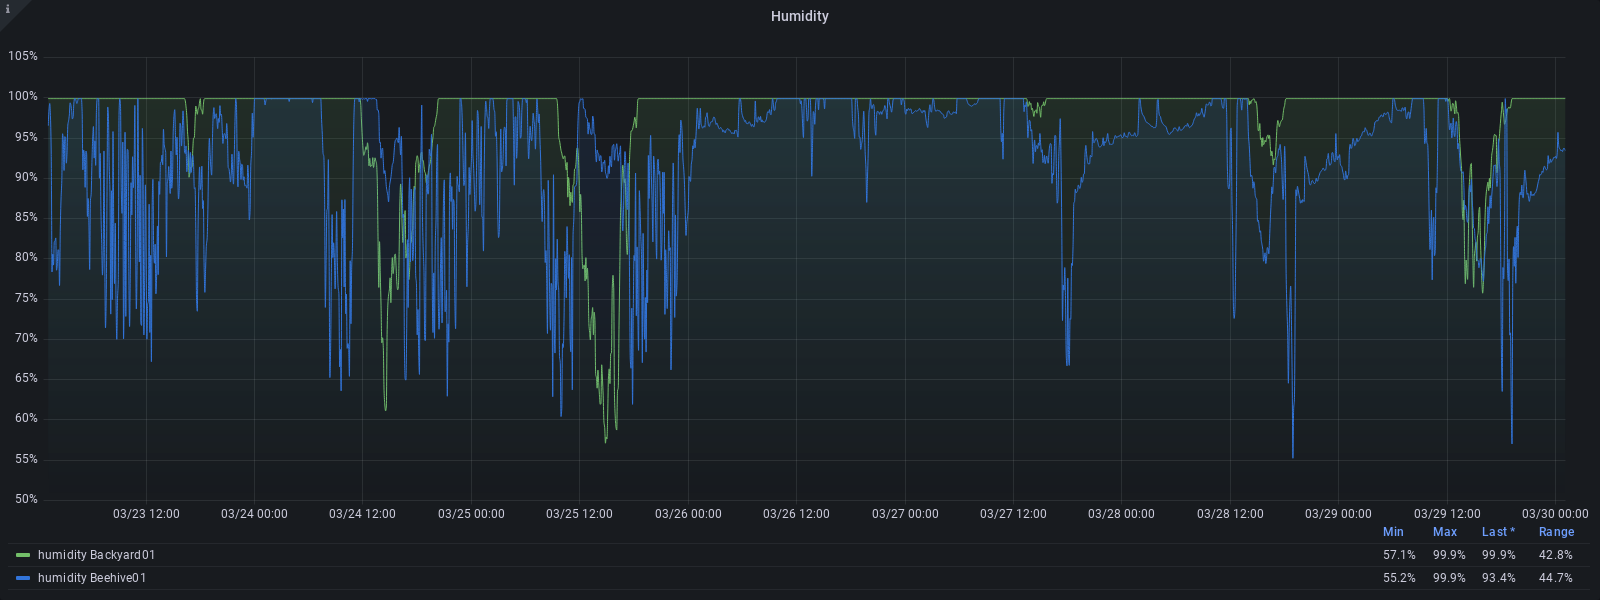 i
Humidity
105%
100%
95%
90%
85%
80%
75%
70%
65%
60%
55%
50%
03/23 12:00 03/24 00:00 03/24 12:00 03/25 00:00 03/25 12:00 03/26 00:00 03/26 12:00 03/27 00:00 03/27 12:00 03/28 00:00 03/28 12:00 03/29 00:00 03/29 12:00 03/30 00:00
Min Max Last * Range
humidity Backyard01 57.1% 99.9% 99.9% 42.8%
humidity Beehive01 55.2% 99.9% 93.4% 44.7%